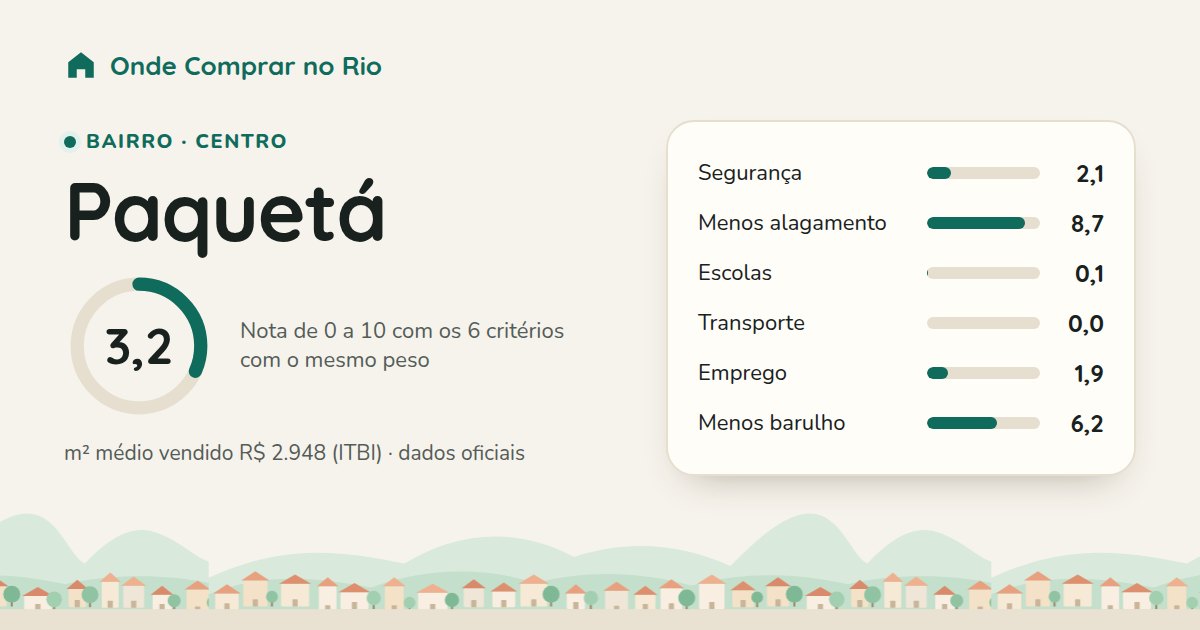 Onde Comprar no Rio
BAIRRO · CENTRO
Paquetá
3,2
Nota de 0 a 10 com os 6 critérios
com o mesmo peso
m² médio vendido R$ 2.948 (ITBI) · dados oficiais
Segurança 2,1
Menos alagamento 8,7
Escolas 0,1
Transporte 0,0
Emprego 1,9
Menos barulho 6,2